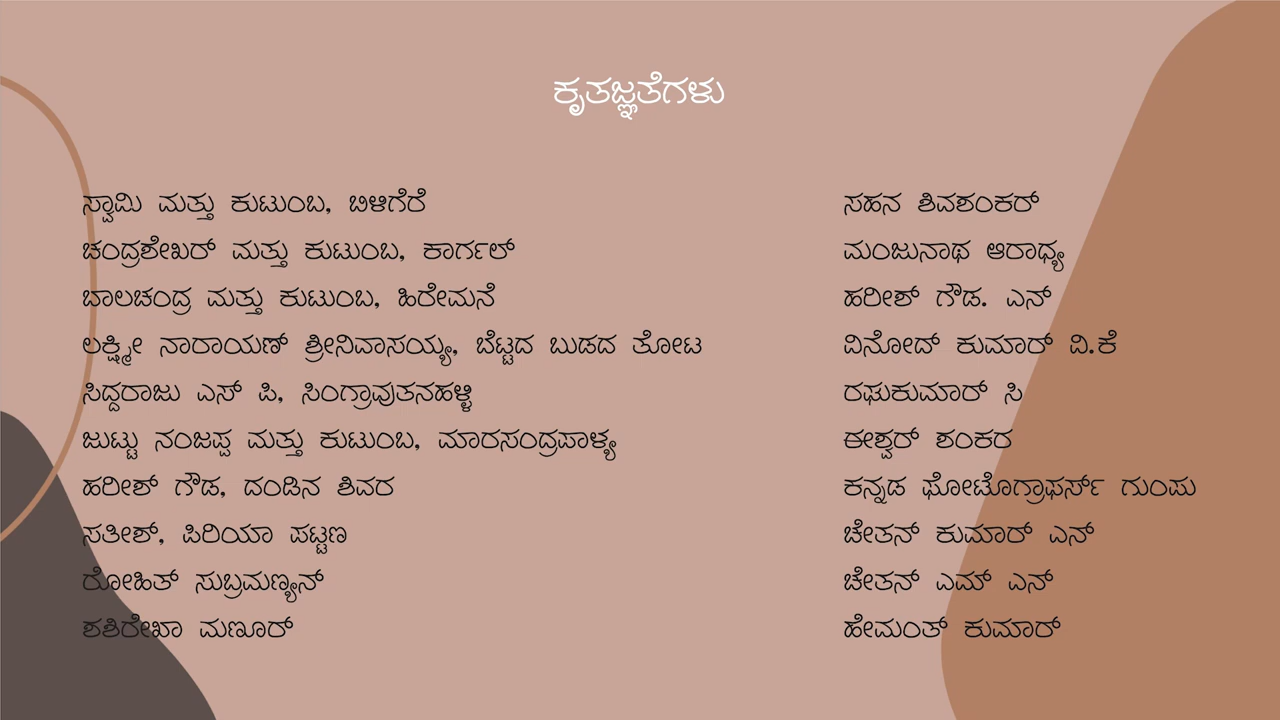 ಕೃತಜ್ಞತೆಗಳು
ಸ್ವಾಮಿ ಮತ್ತು ಕುಟುಂಬ, ಬಿಳಿಗೆರೆ
ಚಂದ್ರಶೇಖರ್ ಮತ್ತು ಕುಟುಂಬ, ಕಾರ್ಗಲ್
ಬಾಲಚಂದ್ರ ಮತ್ತು ಕುಟುಂಬ, ಹಿರೇಮನೆ
ಲಕ್ಷ್ಮೀ ನಾರಾಯಣ್ ಶ್ರೀನಿವಾಸಯ್ಯ, ಬೆಟ್ಟದ ಬುಡದ ತೋಟ
ಸಿದ್ದರಾಜು ಎಸ್ ಪಿ, ಸಿಂಗ್ರಾವುತನಹಳ್ಳಿ
ಜುಟ್ಟು ನಂಜಪ್ಪ ಮತ್ತು ಕುಟುಂಬ, ಮಾರಸಂದ್ರಪಾಳ್ಯ
ಹರೀಶ್ ಗೌಡ, ದಂಡಿನ ಶಿವರ
ಸತೀಶ್, ಪಿರಿಯಾ ಪಟ್ಟಣ
ರೋಹಿತ್ ಸುಬ್ರಮಣ್ಯನ್
ಶಶಿರೇಖಾ ಮಣೂರ್
ಸಹನ ಶಿವಶಂಕರ್
ಮಂಜುನಾಥ ಆರಾಧ್ಯ
ಹರೀಶ್ ಗೌಡ. ಎನ್
ವಿನೋದ್ ಕುಮಾರ್ ವಿ.ಕೆ
ರಘುಕುಮಾರ್ ಸಿ
ಈಶ್ವರ್ ಶಂಕರ
ಕನ್ನಡ ಫೋಟೊಗ್ರಾಫರ್ಸ್ ಗುಂಪು
ಚೇತನ್ ಕುಮಾರ್ ಎನ್
ಚೇತನ್ ಎಮ್ ಎನ್
ಹೇಮಂತ್ ಕುಮಾರ್